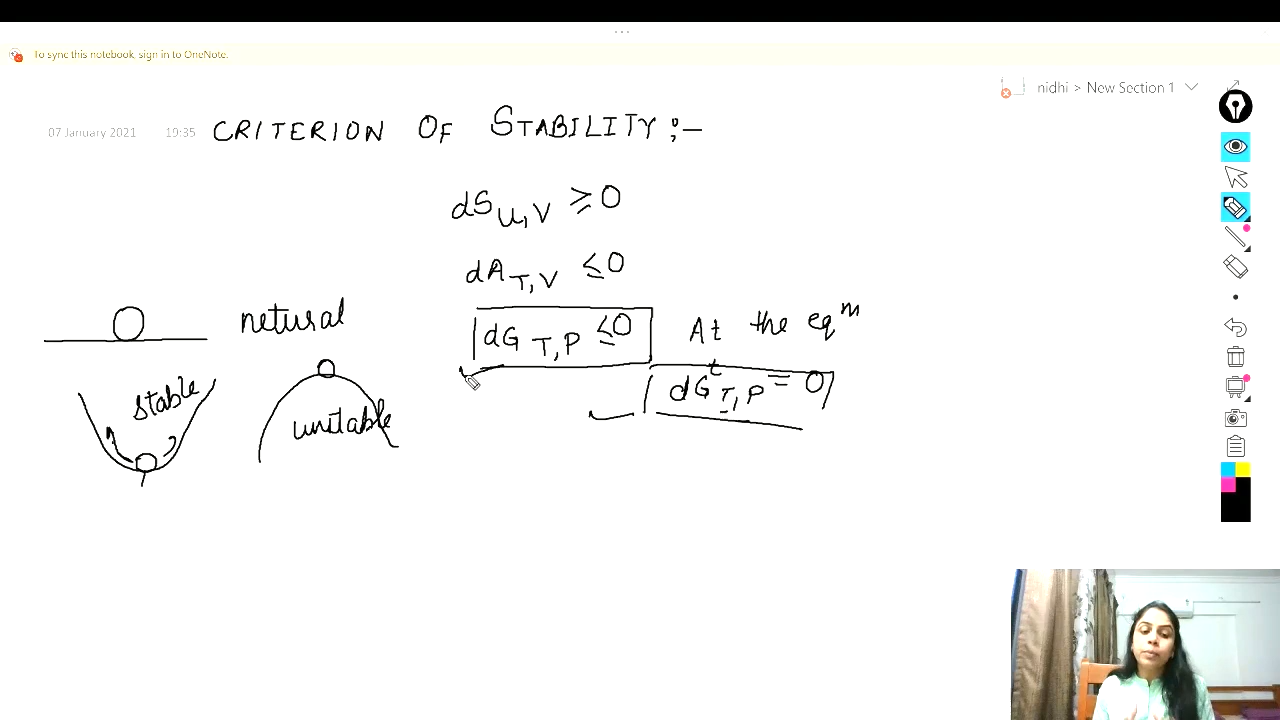 ...
To sync this notebook, sign in to OneNote.
nidhi > New Section 1
07 January 2021 19:35
CRITERION OF STABILITY :-
dS U,V ≥ 0
dA T,V ≤ 0
dG T,P ≤ 0 At the eqm
dG t T,P = 0
netural
stable
unstable